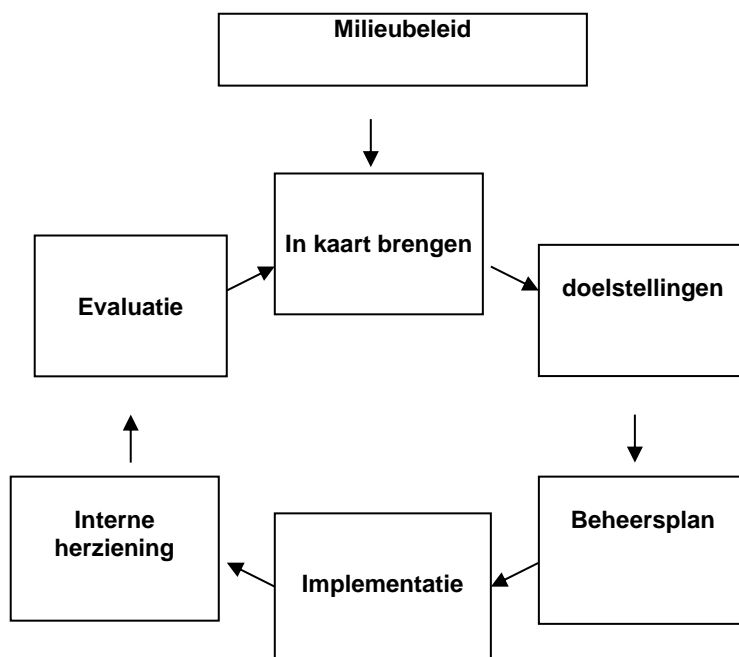 Milieubeleid
In kaart brengen
doelstellingen
Evaluatie
Beheersplan
Interne
herziening
Implementatie